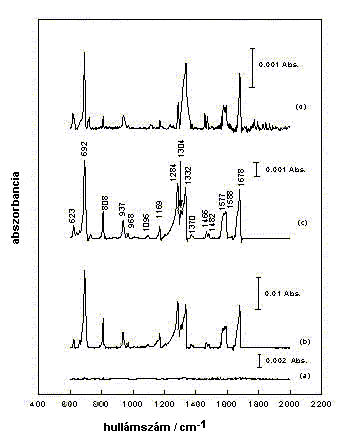 0.001 Abs.
(d)
1304
692
1284
1332
0.001 Abs.
1678
623
808
937
968
1096
1169
1370
1466
1482
1577
1588
(c)
abszorbancia
0.01 Abs.
(b)
0.002 Abs.
(a)
400 600 800 1000 1200 1400 1600 1800 2000 2200
hullámszám / cm-1